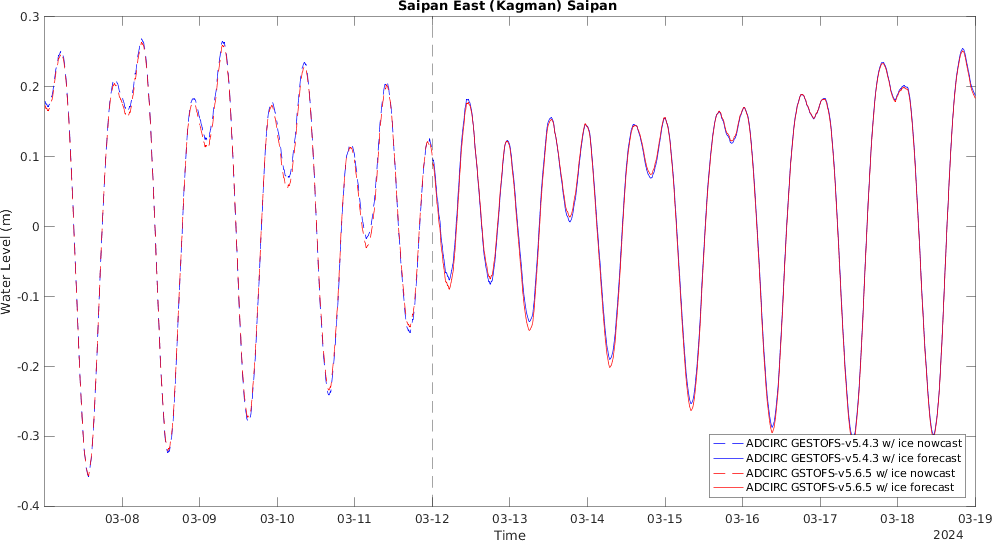 Saipan East (Kagman) Saipan
0.3
0.2
0.1
0
-0.1
-0.2
-0.3
-0.4
Water Level (m)
ADCIRC GESTOFS-v5.4.3 w/ ice nowcast
ADCIRC GESTOFS-v5.4.3 w/ ice forecast
ADCIRC GSTOFS-v5.6.5 w/ ice nowcast
ADCIRC GSTOFS-v5.6.5 w/ ice forecast
03-08 03-09 03-10 03-11 03-12 03-13 03-14 03-15 03-16 03-17 03-18 03-19
Time
2024